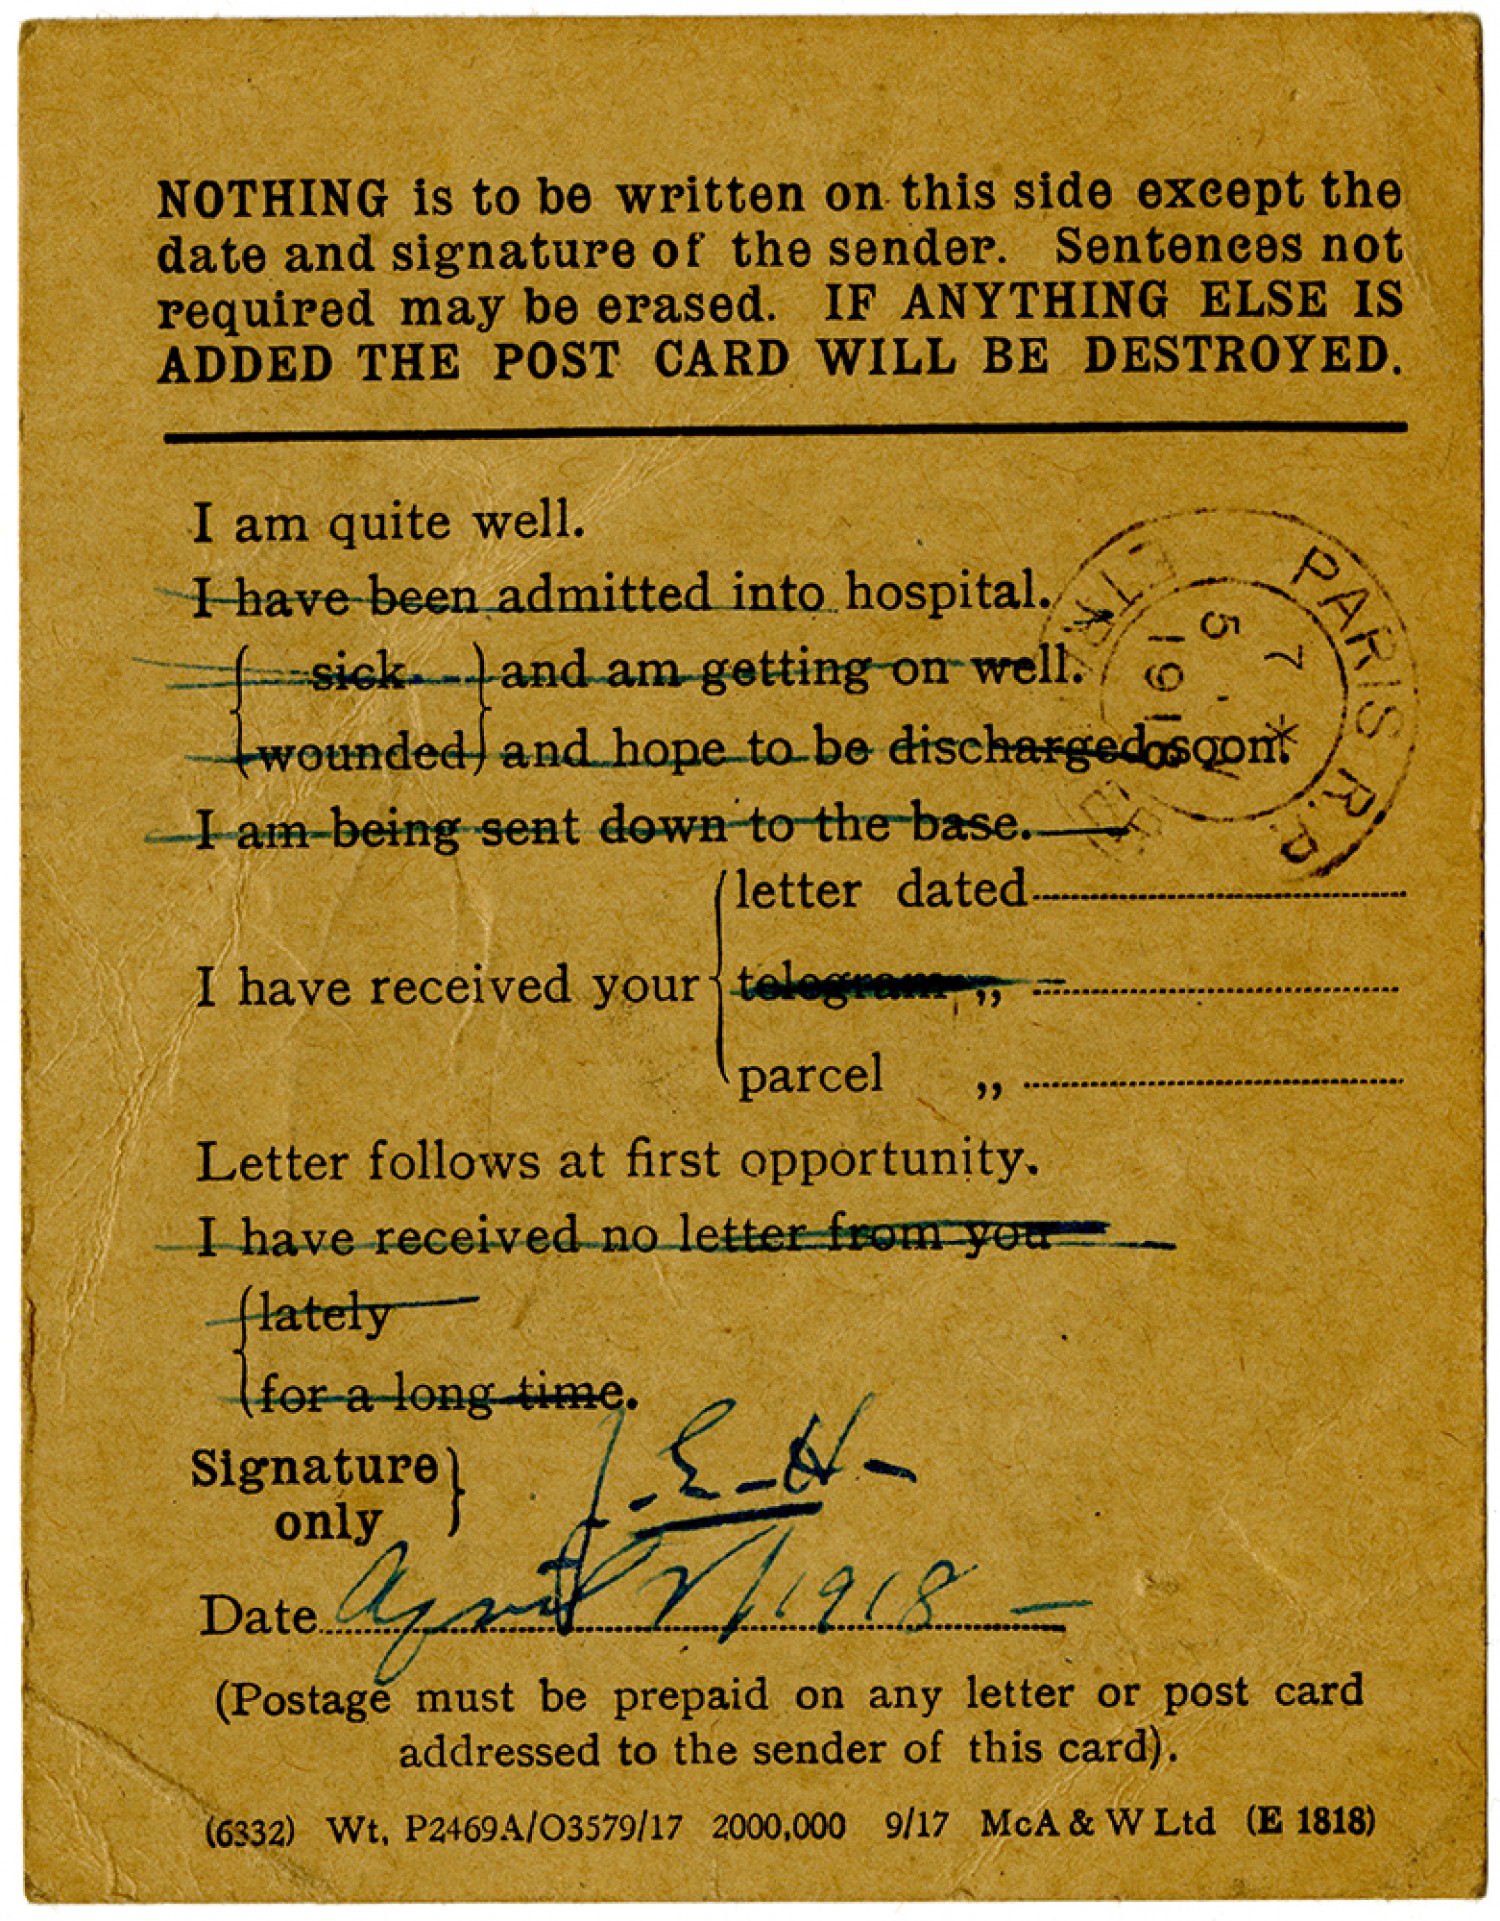 NOTHING is to be written on this side except the
date and signature of the sender. Sentences not
required may be erased. IF ANYTHING ELSE IS
ADDED THE POST CARD WILL BE DESTROYED.
I am quite well.
I have been admitted into hospital.
sick and am getting on well.
wounded and hope to be discharged soon.
I am being sent down to the base.
letter dated
I have received your telegram „
parcel „
Letter follows at first opportunity.
I have received no letter from you
lately
for a long time.
Signature
only
J.E.H.
Date April 1918
(Postage must be prepaid on any letter or post card
addressed to the sender of this card).
(6332) Wt. P2469A/O3579/17 2000,000 9/17 McA & W Ltd (E 1818)
PARIS R.P.
7 *
5
1918